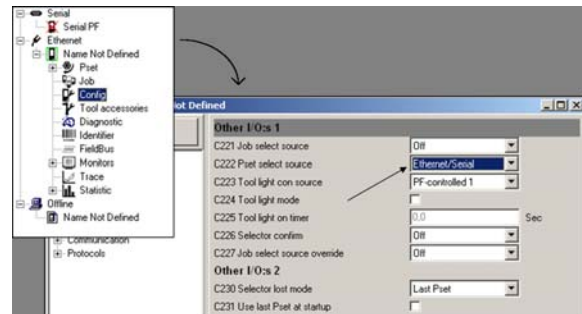 Serial
Serial PF
Ethernet
Name Not Defined
Pset
Job
Config
Tool accessories
Diagnostic
Identifier
FieldBus
Monitors
Trace
Statistic
Offline
Name Not Defined
Communication
Protocols
Not Defined
Other I/O:s 1
C221 Job select source Off
C222 Pset select source Ethernet/Serial
C223 Tool light con source PF-controlled 1
C224 Tool light mode
C225 Tool light on timer 0,0 Sec
C226 Selector confirm Off
C227 Job select source override Off
Other I/O:s 2
C230 Selector lost mode Last Pset
C231 Use last Pset at startup